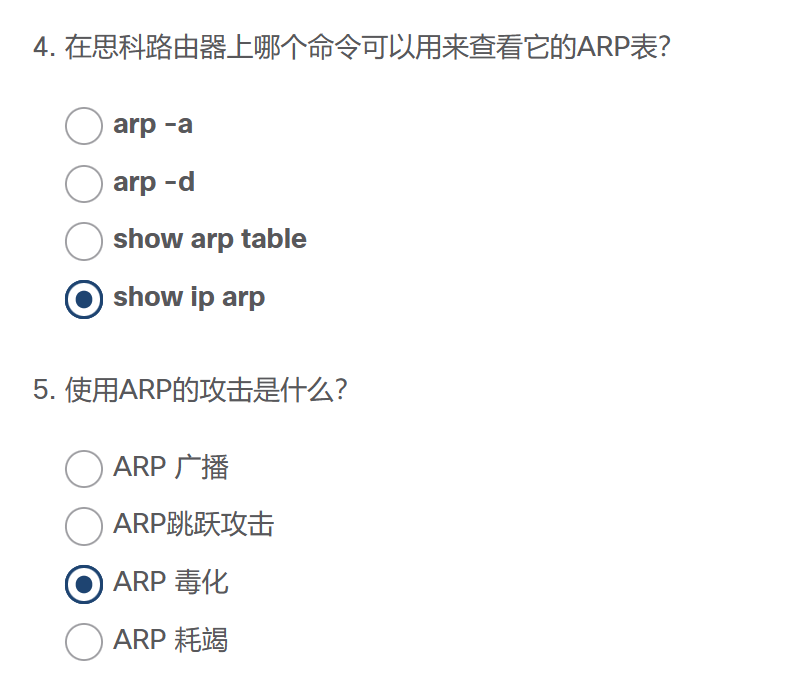 4. 在思科路由器上哪个命令可以用来查看它的ARP表?
arp -a
arp -d
show arp table
show ip arp
5. 使用ARP的攻击是什么?
ARP 广播
ARP跳跃攻击
ARP 毒化
ARP 耗竭